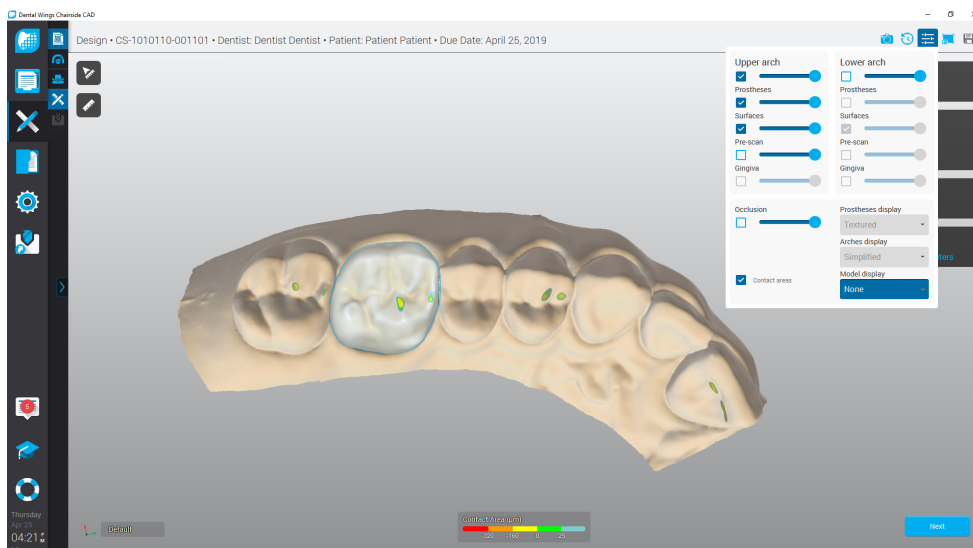 Dental Wings Chairside CAD
Design • CS-1010110-001101 • Dentist: Dentist Dentist • Patient: Patient Patient • Due Date: April 25, 2019
Upper arch
Prostheses
Surfaces
Pre-scan
Gingiva
Lower arch
Prostheses
Surfaces
Pre-scan
Gingiva
Occlusion
Contact areas
Prostheses display
Textured
Arches display
Simplified
Model display
None
6
Thursday
Apr 25
04:21
Default
Contact Area (µm)
-320 -160 0 25
Next